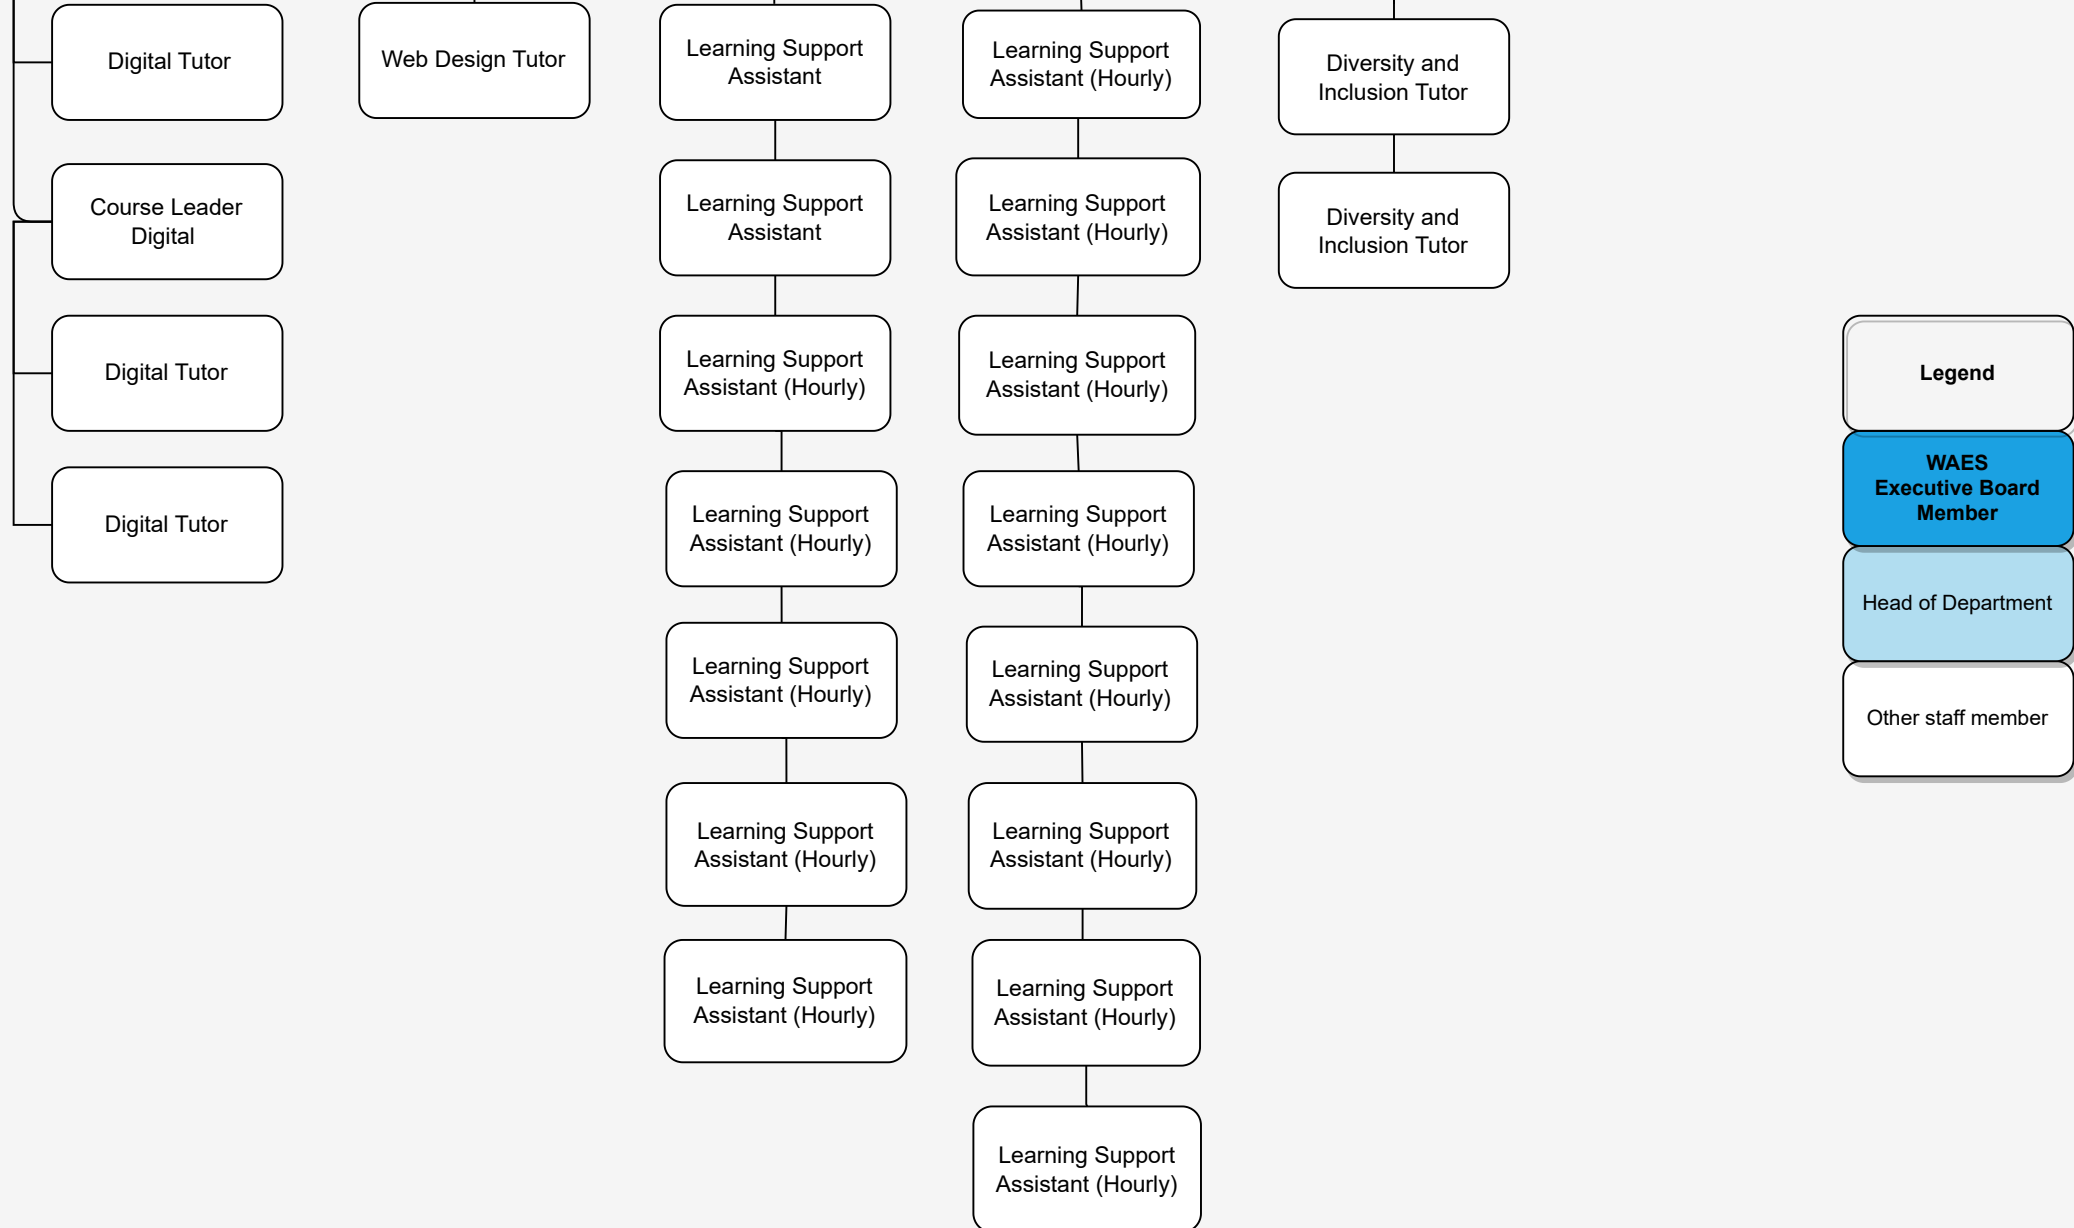 Digital Tutor
Course Leader
Digital
Digital Tutor
Digital Tutor
Web Design Tutor
Learning Support
Assistant
Learning Support
Assistant
Learning Support
Assistant (Hourly)
Learning Support
Assistant (Hourly)
Learning Support
Assistant (Hourly)
Learning Support
Assistant (Hourly)
Learning Support
Assistant (Hourly)
Learning Support
Assistant (Hourly)
Learning Support
Assistant (Hourly)
Learning Support
Assistant (Hourly)
Learning Support
Assistant (Hourly)
Learning Support
Assistant (Hourly)
Learning Support
Assistant (Hourly)
Learning Support
Assistant (Hourly)
Learning Support
Assistant (Hourly)
Diversity and
Inclusion Tutor
Diversity and
Inclusion Tutor
Legend
WAES
Executive Board
Member
Head of Department
Other staff member